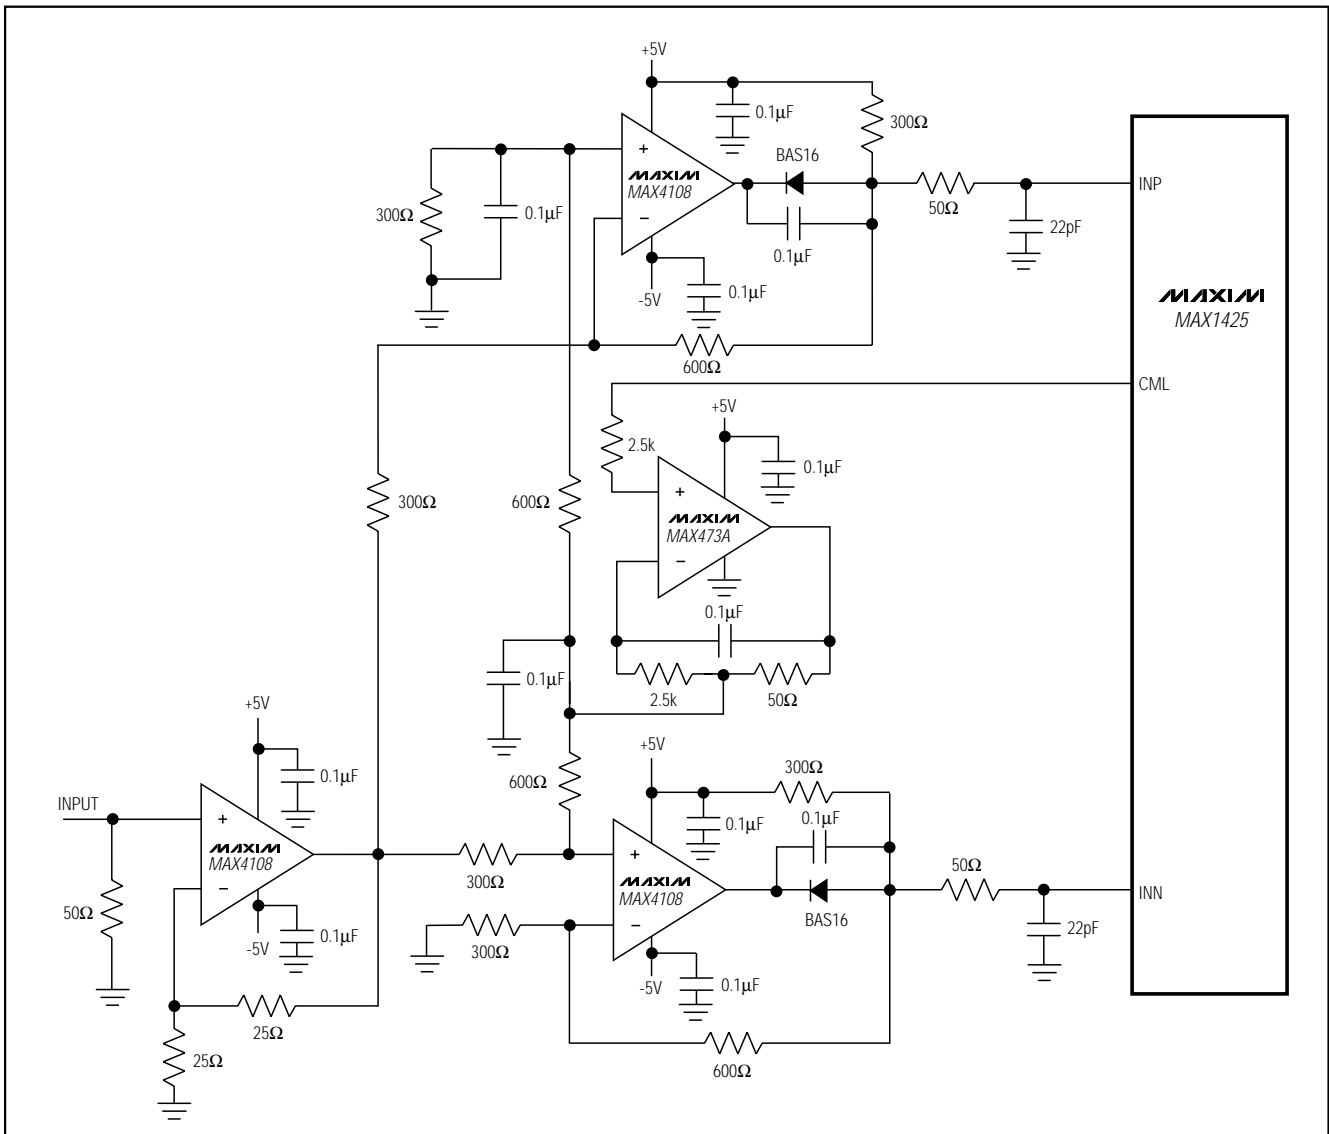 +5V
0.1µF
300Ω
BAS16
+
MAXIM
MAX4108
−
300Ω
0.1µF
50Ω
INP
22pF
0.1µF
-5V
0.1µF
MAXIM
MAX1425
600Ω
CML
+5V
2.5k
0.1µF
+
MAXIM
MAX473A
−
300Ω
600Ω
0.1µF
0.1µF
2.5k
50Ω
+5V
0.1µF
INPUT
+
MAXIM
MAX4108
−
50Ω
-5V
0.1µF
25Ω
25Ω
600Ω
+5V
300Ω
0.1µF
0.1µF
300Ω
+
MAXIM
MAX4108
−
BAS16
50Ω
INN
22pF
300Ω
-5V
0.1µF
600Ω